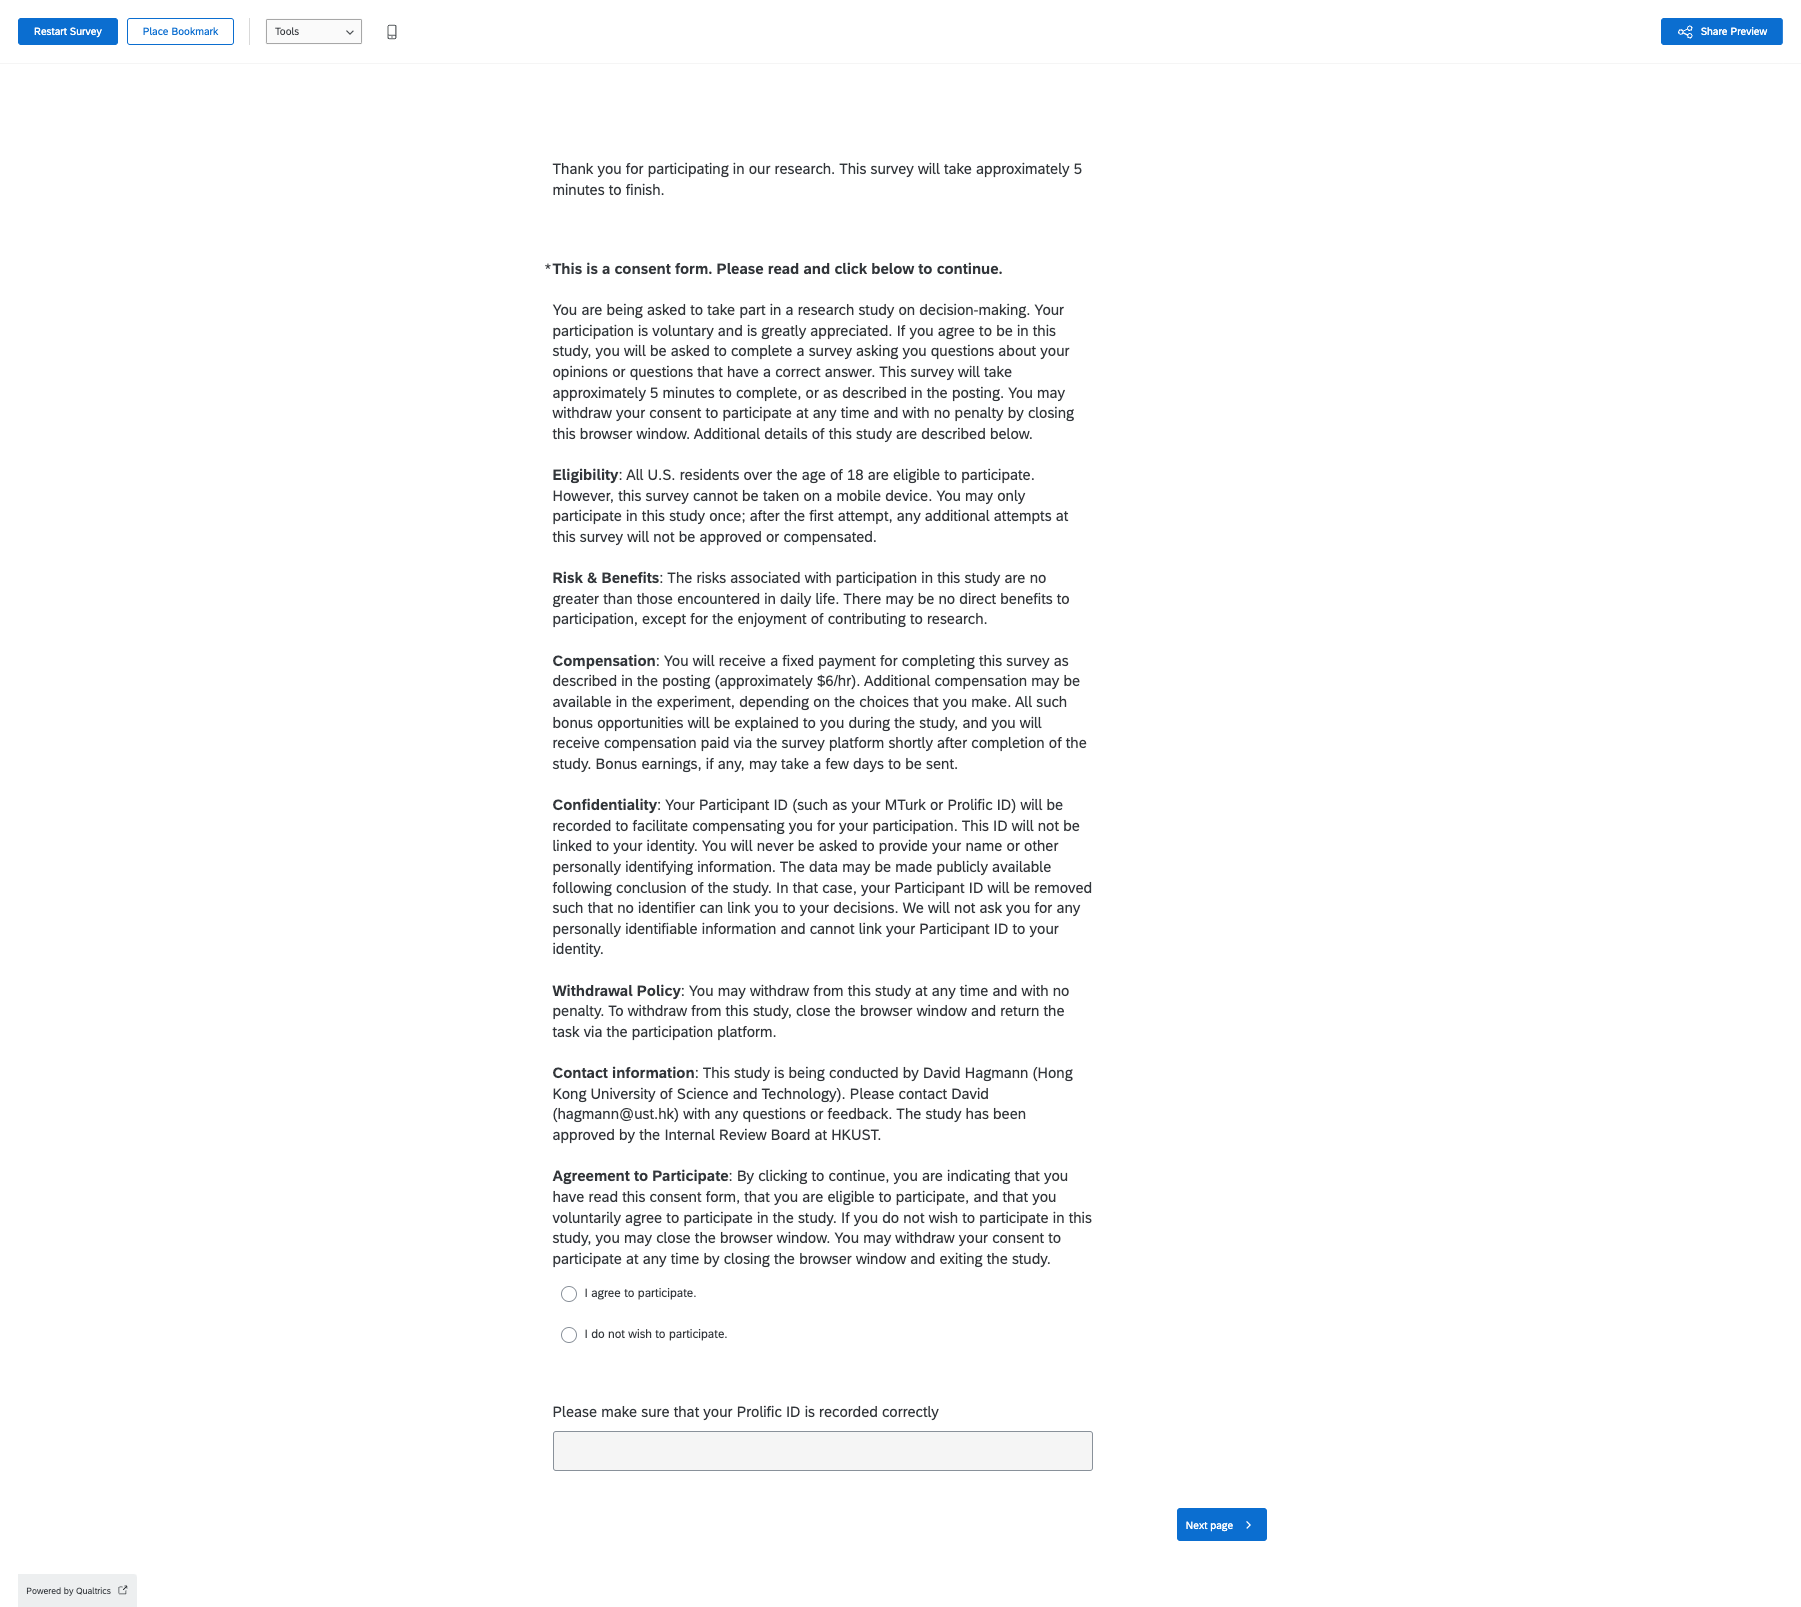 Restart Survey
Place Bookmark
Tools
Share Preview
Thank you for participating in our research. This survey will take approximately 5
minutes to finish.
*This is a consent form. Please read and click below to continue.
You are being asked to take part in a research study on decision-making. Your
participation is voluntary and is greatly appreciated. If you agree to be in this
study, you will be asked to complete a survey asking you questions about your
opinions or questions that have a correct answer. This survey will take
approximately 5 minutes to complete, or as described in the posting. You may
withdraw your consent to participate at any time and with no penalty by closing
this browser window. Additional details of this study are described below.
Eligibility: All U.S. residents over the age of 18 are eligible to participate.
However, this survey cannot be taken on a mobile device. You may only
participate in this study once; after the first attempt, any additional attempts at
this survey will not be approved or compensated.
Risk & Benefits: The risks associated with participation in this study are no
greater than those encountered in daily life. There may be no direct benefits to
participation, except for the enjoyment of contributing to research.
Compensation: You will receive a fixed payment for completing this survey as
described in the posting (approximately $6/hr). Additional compensation may be
available in the experiment, depending on the choices that you make. All such
bonus opportunities will be explained to you during the study, and you will
receive compensation paid via the survey platform shortly after completion of the
study. Bonus earnings, if any, may take a few days to be sent.
Confidentiality: Your Participant ID (such as your MTurk or Prolific ID) will be
recorded to facilitate compensating you for your participation. This ID will not be
linked to your identity. You will never be asked to provide your name or other
personally identifying information. The data may be made publicly available
following conclusion of the study. In that case, your Participant ID will be removed
such that no identifier can link you to your decisions. We will not ask you for any
personally identifiable information and cannot link your Participant ID to your
identity.
Withdrawal Policy: You may withdraw from this study at any time and with no
penalty. To withdraw from this study, close the browser window and return the
task via the participation platform.
Contact information: This study is being conducted by David Hagmann (Hong
Kong University of Science and Technology). Please contact David
(hagmann@ust.hk) with any questions or feedback. The study has been
approved by the Internal Review Board at HKUST.
Agreement to Participate: By clicking to continue, you are indicating that you
have read this consent form, that you are eligible to participate, and that you
voluntarily agree to participate in the study. If you do not wish to participate in this
study, you may close the browser window. You may withdraw your consent to
participate at any time by closing the browser window and exiting the study.
I agree to participate.
I do not wish to participate.
Please make sure that your Prolific ID is recorded correctly
Next page
Powered by Qualtrics